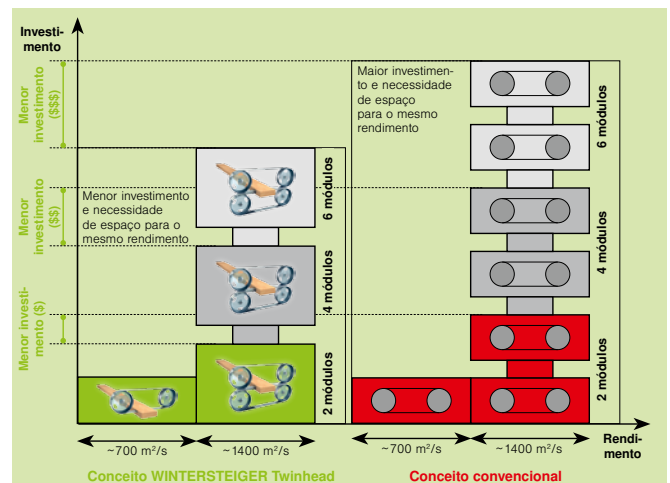 Investi-
mento
Menor
investimento
($$$)
Menor
investimento
($$)
Menor investi-
mento ($)
Menor investimento
e necessidade
de espaço para o
mesmo rendimento
6 módulos
4 módulos
2 módulos
Maior investimen-
to e necessidade
de espaço
para o mesmo
rendimento
6 módulos
4 módulos
2 módulos
~700 m²/s
~1400 m²/s
~700 m²/s
~1400 m²/s
Rendi-
mento
Conceito WINTERSTEIGER Twinhead
Conceito convencional